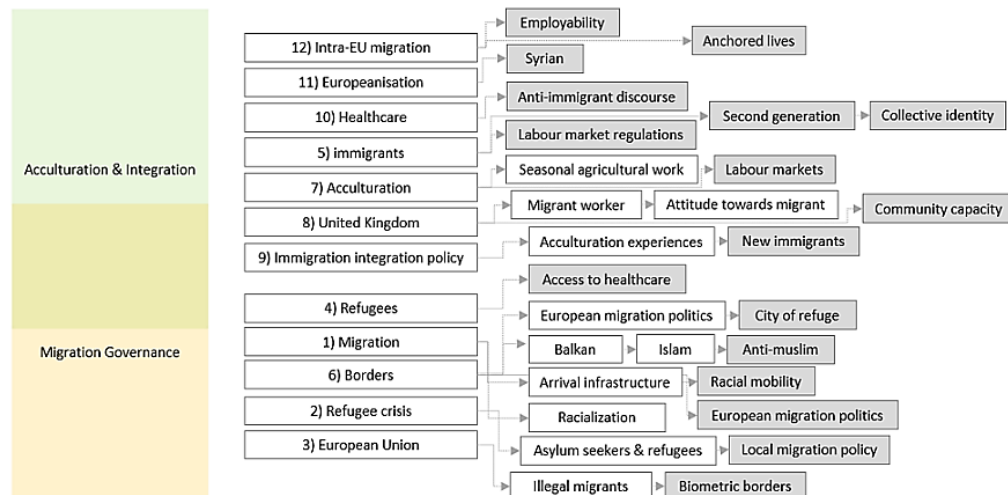 Employability
12) Intra-EU migration
Anchored lives
11) Europeanisation
Syrian
10) Healthcare
Anti-immigrant discourse
Second generation
Collective identity
5) immigrants
Labour market regulations
Acculturation & Integration
7) Acculturation
Seasonal agricultural work
Labour markets
8) United Kingdom
Migrant worker
Attitude towards migrant
Community capacity
9) Immigration integration policy
Acculturation experiences
New immigrants
4) Refugees
Access to healthcare
European migration politics
City of refuge
Migration Governance
1) Migration
Balkan
Islam
Anti-muslim
6) Borders
Arrival infrastructure
Racial mobility
2) Refugee crisis
Racialization
European migration politics
3) European Union
Asylum seekers & refugees
Local migration policy
Illegal migrants
Biometric borders